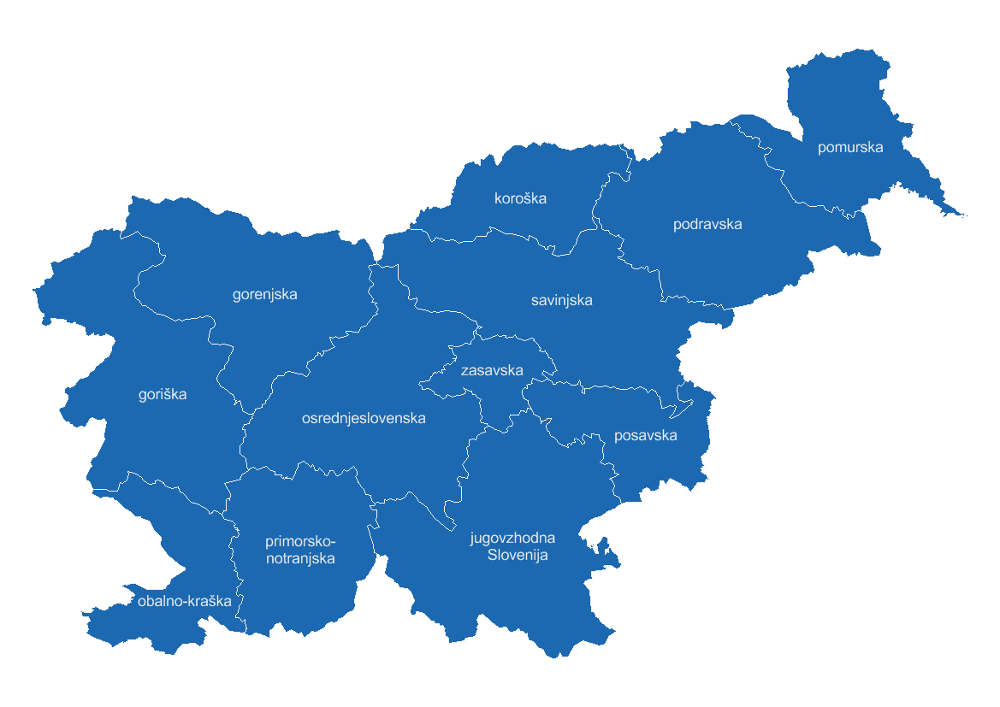 pomurska
koroška
podravska
gorenjska
savinjska
zasavska
goriška
osrednjeslovenska
posavska
primorsko-
notranjska
jugovzhodna
Slovenija
obalno-kraška